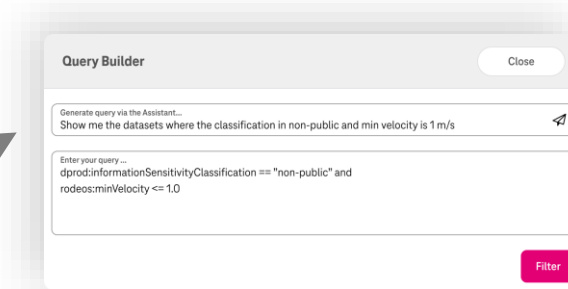 Query Builder
Close
Generate query via the Assistant...
Show me the datasets where the classification in non-public and min velocity is 1 m/s
Enter your query ...
dprod:informationSensitivityClassification == "non-public" and
rodeos:minVelocity <= 1.0
Filter